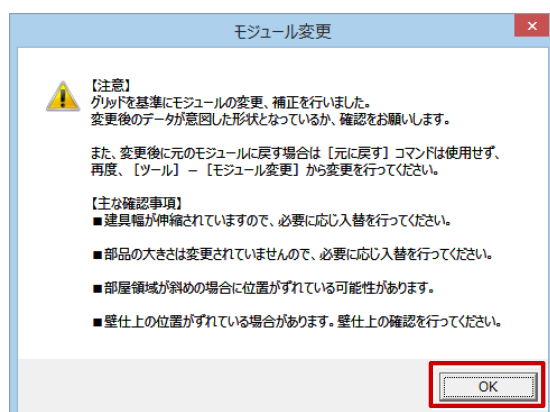 モジュール変更
×
【注意】
グリッドを基準にモジュールの変更、補正を行いました。
変更後のデータが意図した形状となっているか、確認をお願いします。
また、変更後に元のモジュールに戻す場合は［元に戻す］コマンドは使用せず、
再度、［ツール］－［モジュール変更］から変更を行ってください。
【主な確認事項】
■建具幅が伸縮されていますので、必要に応じ入替を行ってください。
■部品の大きさは変更されていませんので、必要に応じ入替を行ってください。
■部屋領域が斜めの場合に位置がずれている可能性があります。
■壁仕上の位置がずれている場合があります。壁仕上の確認を行ってください。
OK